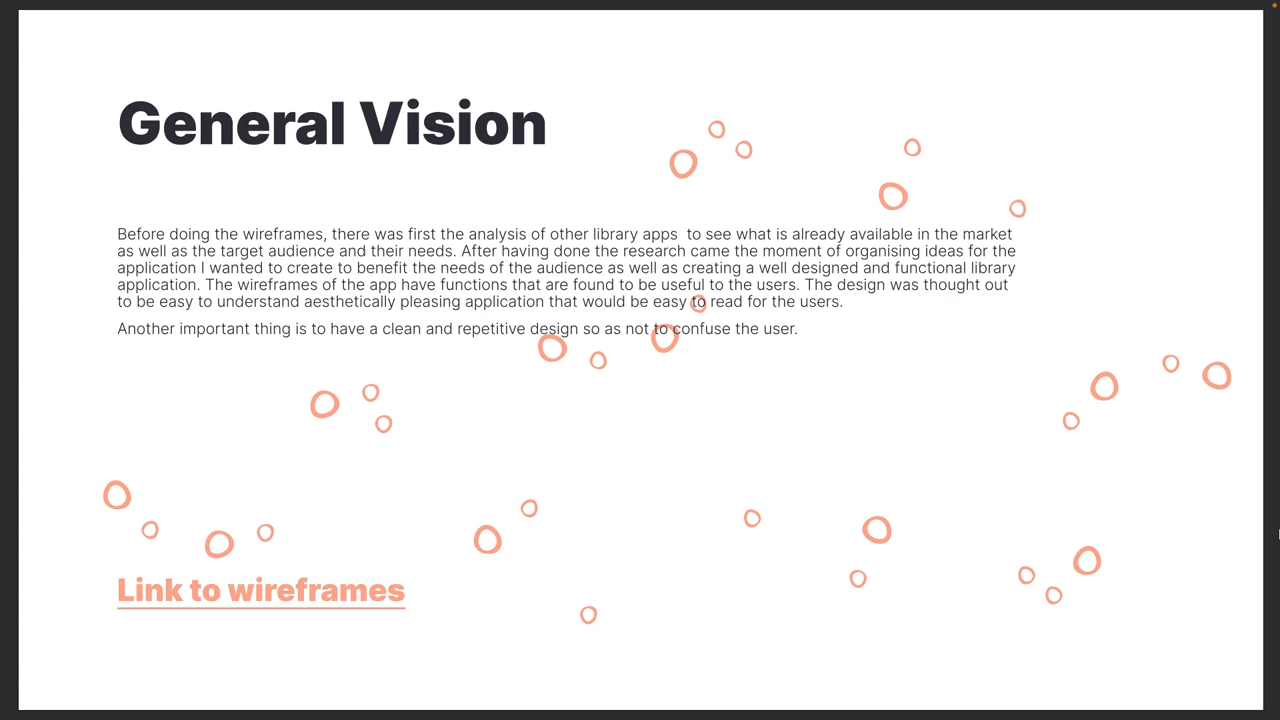 General Vision
Before doing the wireframes, there was first the analysis of other library apps  to see what is already available in the market
as well as the target audience and their needs. After having done the research came the moment of organising ideas for the
application I wanted to create to benefit the needs of the audience as well as creating a well designed and functional library
application. The wireframes of the app have functions that are found to be useful to the users. The design was thought out
to be easy to understand aesthetically pleasing application that would be easy to read for the users.
Another important thing is to have a clean and repetitive design so as not to confuse the user.
Link to wireframes